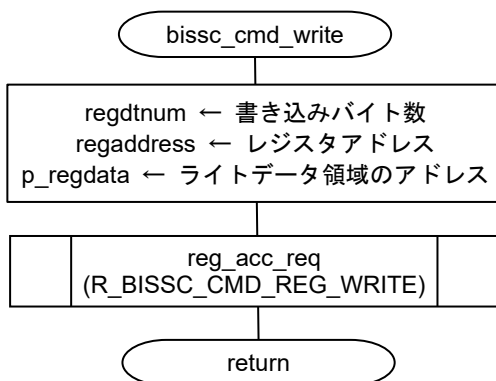 bissc_cmd_write
regdtnum ← 書き込みバイト数
regaddress ← レジスタアドレス
p_regdata ← ライトデータ領域のアドレス
reg_acc_req
(R_BISSC_CMD_REG_WRITE)
return